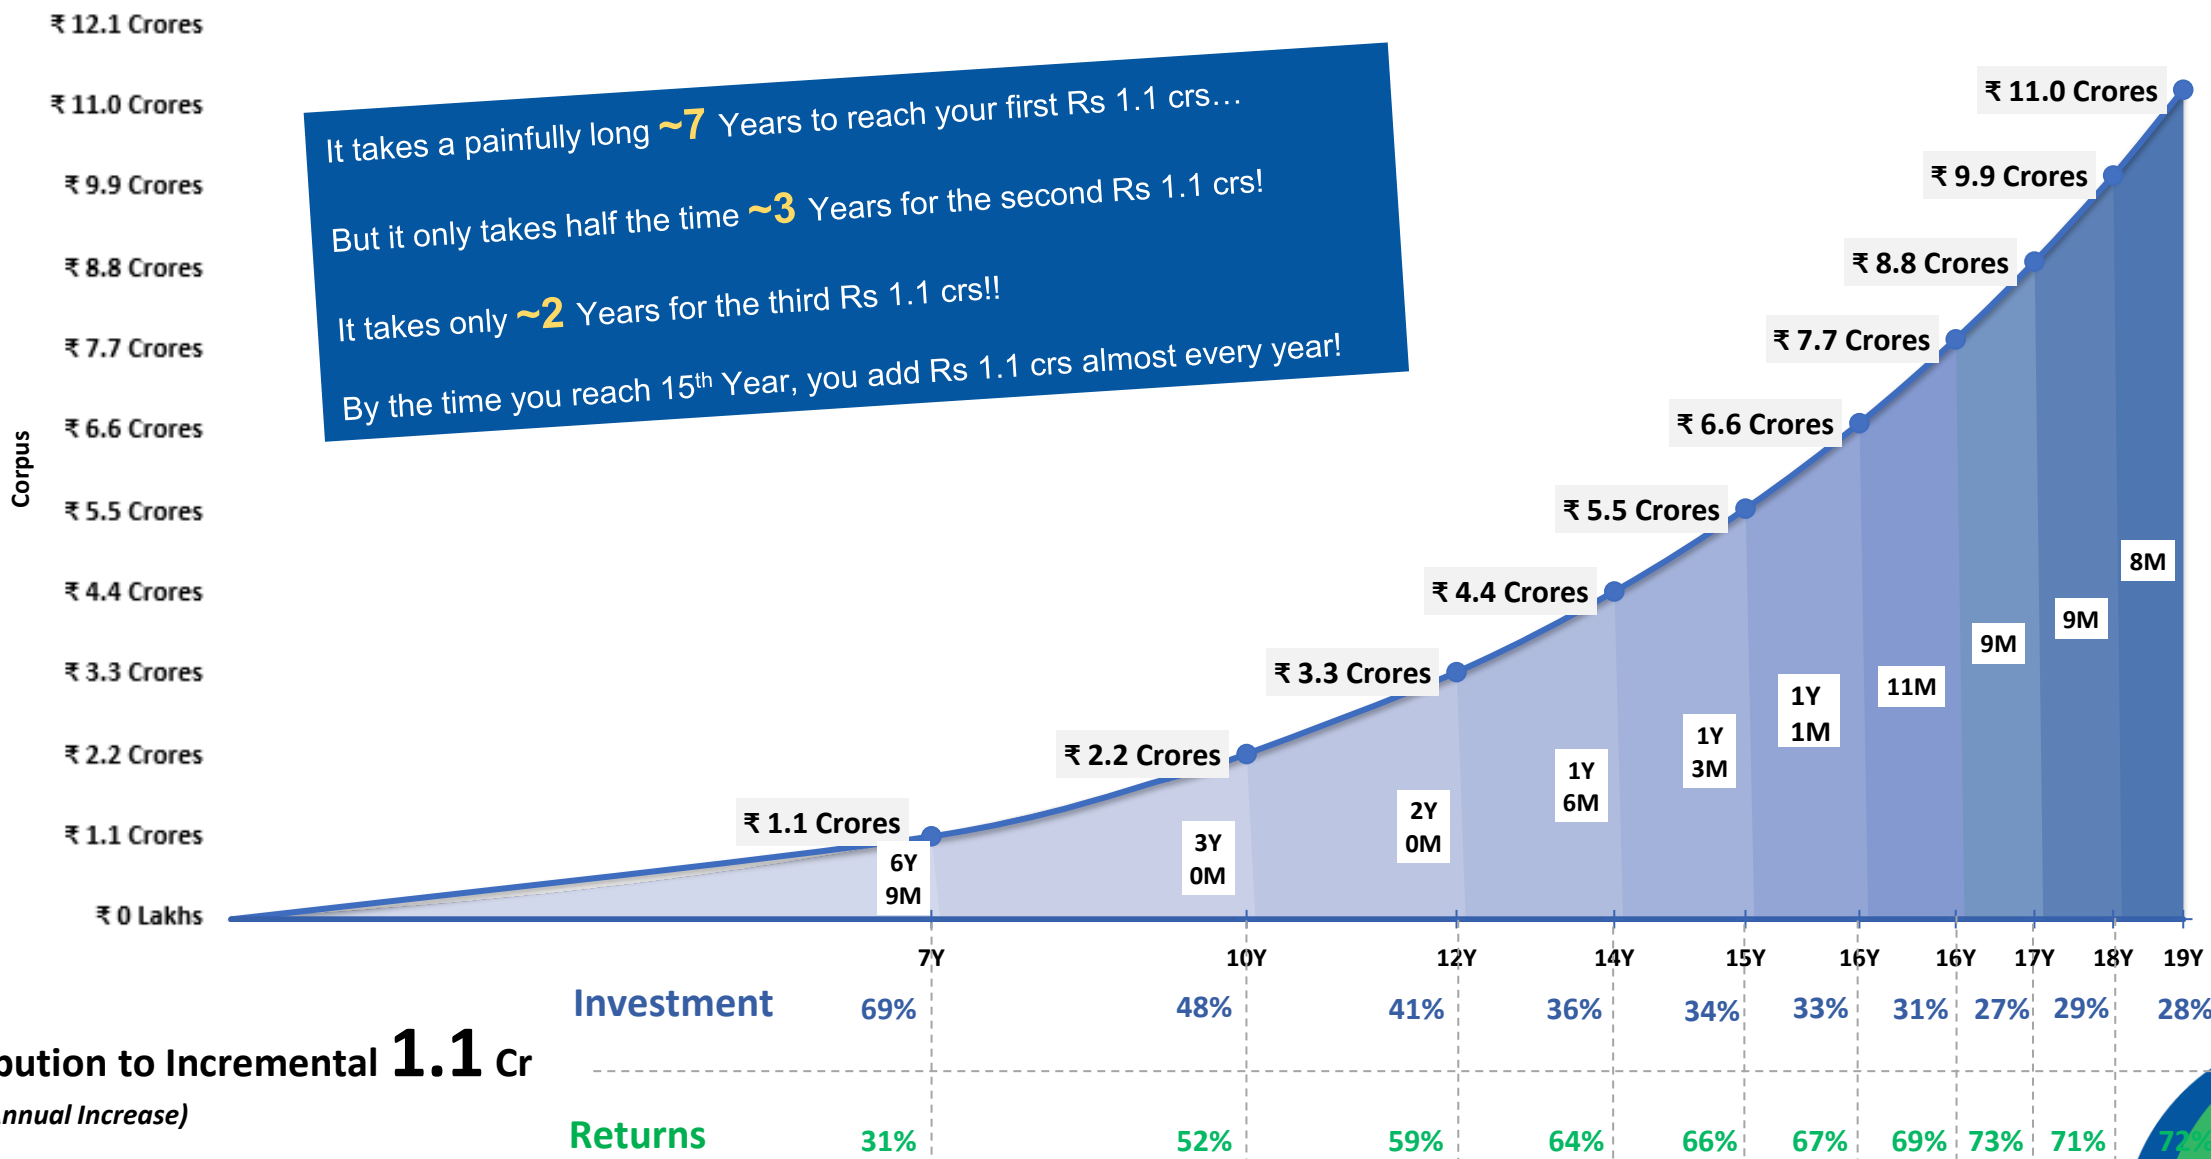 ₹ 12.1 Crores
₹ 11.0 Crores
₹ 9.9 Crores
₹ 8.8 Crores
₹ 7.7 Crores
₹ 6.6 Crores
₹ 5.5 Crores
₹ 4.4 Crores
₹ 3.3 Crores
₹ 2.2 Crores
₹ 1.1 Crores
₹ 0 Lakhs
Corpus
It takes a painfully long ~7 Years to reach your first Rs 1.1 crs…
But it only takes half the time ~3 Years for the second Rs 1.1 crs!
It takes only ~2 Years for the third Rs 1.1 crs!!
By the time you reach 15th Year, you add Rs 1.1 crs almost every year!
₹ 1.1 Crores
₹ 2.2 Crores
₹ 3.3 Crores
₹ 4.4 Crores
₹ 5.5 Crores
₹ 6.6 Crores
₹ 7.7 Crores
₹ 8.8 Crores
₹ 9.9 Crores
₹ 11.0 Crores
6Y
9M
3Y
0M
2Y
0M
1Y
6M
1Y
3M
1Y
1M
11M
9M
9M
8M
7Y 10Y 12Y 14Y 15Y 16Y 16Y 17Y 18Y 19Y
Investment 69% 48% 41% 36% 34% 33% 31% 27% 29% 28%
bution to Incremental 1.1 Cr
nnual Increase)
Returns 31% 52% 59% 64% 66% 67% 69% 73% 71% 72%